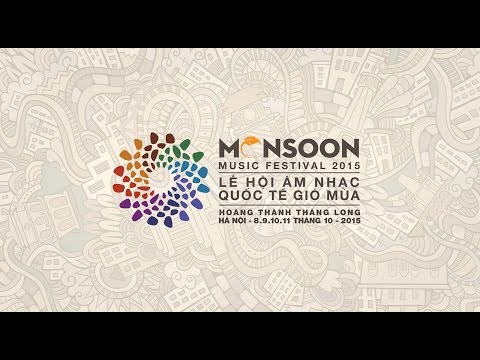 MONSOON
MUSIC FESTIVAL 2015
LỄ HỘI ÂM NHẠC
QUỐC TẾ GIÓ MÙA
HOÀNG THÀNH THĂNG LONG
HÀ NỘI - 8.9.10.11 THÁNG 10 - 2015